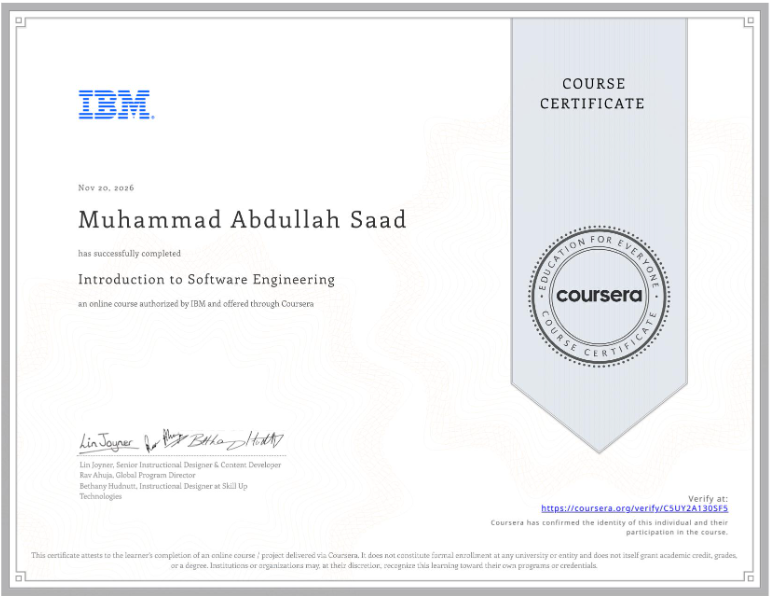 COURSE
CERTIFICATE
IBM
Nov 20, 2026
Muhammad Abdullah Saad
has successfully completed
Introduction to Software Engineering
an online course authorized by IBM and offered through Coursera
EDUCATION FOR EVERYONE
coursera
COURSE CERTIFICATE
Lin Joyner
Lin Joyner, Senior Instructional Designer & Content Developer
Rav Ahuja, Global Program Director
Bethany Hudnutt, Instructional Designer at Skill Up
Technologies
Verify at:
https://coursera.org/verify/C5UY2A1305F5
Coursera has confirmed the identity of this individual and their
participation in the course.
This certificate attests to the learner's completion of an online course / project delivered via Coursera. It does not constitute formal enrollment at any university or entity and does not itself grant academic credit, grades,
or a degree. Institutions or organizations may, at their discretion, recognize this learning toward their own programs or credentials.